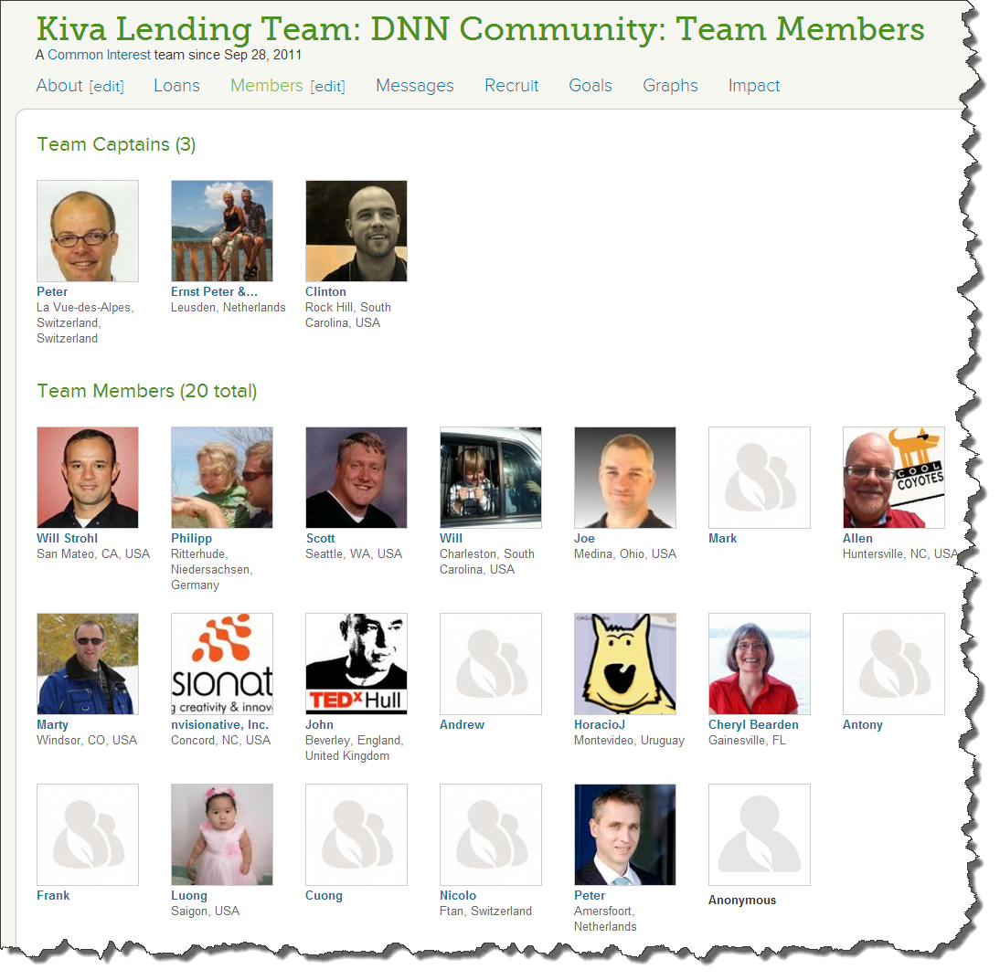 Kiva Lending Team: DNN Community: Team Members
A Common Interest team since Sep 28, 2011
About [edit] Loans Members [edit] Messages Recruit Goals Graphs Impact
Team Captains (3)
Peter
La Vue-des-Alpes,
Switzerland,
Switzerland
Ernst Peter &...
Leusden, Netherlands
Clinton
Rock Hill, South
Carolina, USA
Team Members (20 total)
Will Strohl
San Mateo, CA, USA
Philipp
Ritterhude,
Niedersachsen,
Germany
Scott
Seattle, WA, USA
Will
Charleston, South
Carolina, USA
Joe
Medina, Ohio, USA
Mark
COOL
COYOTES
Allen
Huntersville, NC, USA
Marty
Windsor, CO, USA
sionat
g creativity & innov
nvisionative, Inc.
Concord, NC, USA
TEDx Hull
John
Beverley, England,
United Kingdom
Andrew
HoracioJ
Montevideo, Uruguay
Cheryl Bearden
Gainesville, FL
Antony
Frank
Luong
Saigon, USA
Cuong
Nicolo
Ftan, Switzerland
Peter
Amersfoort,
Netherlands
Anonymous